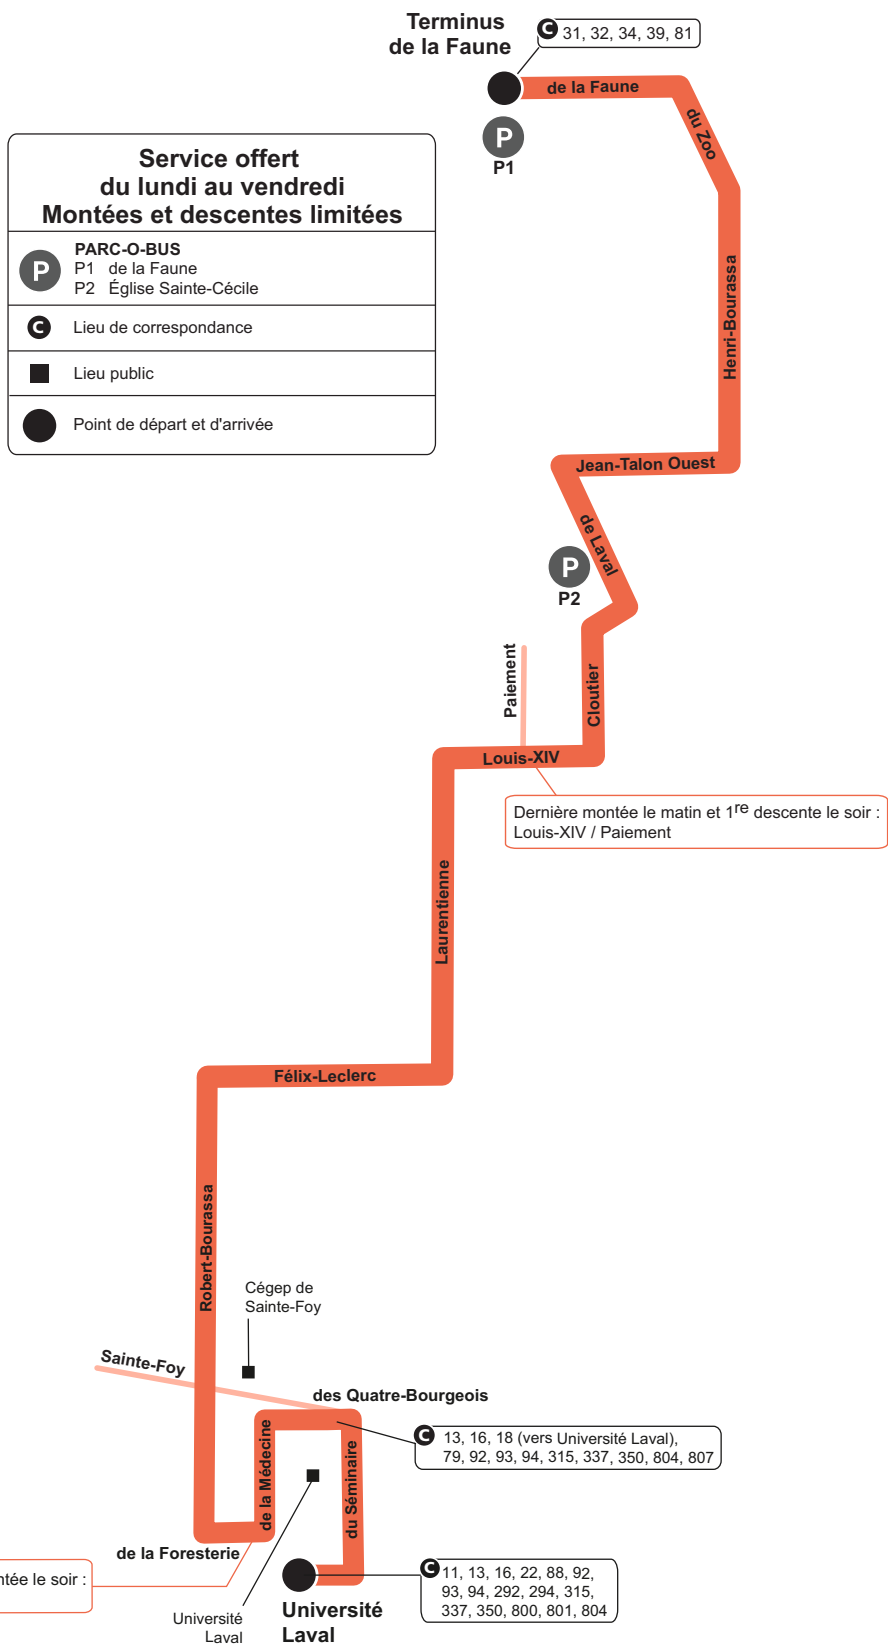 Terminus
de la Faune
C 31, 32, 34, 39, 81
de la Faune
du Zoo
P
P1
Service offert
du lundi au vendredi
Montées et descentes limitées
P
PARC-O-BUS
P1 de la Faune
P2 Église Sainte-Cécile
C Lieu de correspondance
Lieu public
Point de départ et d'arrivée
Henri-Bourassa
Jean-Talon Ouest
de Laval
P
P2
Paiement
Cloutier
Louis-XIV
Dernière montée le matin et 1re descente le soir :
Louis-XIV / Paiement
Laurentienne
Félix-Leclerc
Robert-Bourassa
Cégep de
Sainte-Foy
Sainte-Foy
des Quatre-Bourgeois
C 13, 16, 18 (vers Université Laval),
79, 92, 93, 94, 315, 337, 350, 804, 807
de la Médecine
du Séminaire
de la Foresterie
ntée le soir :
C 11, 13, 16, 22, 88, 92,
93, 94, 292, 294, 315,
337, 350, 800, 801, 804
Université
Laval
Université
Laval